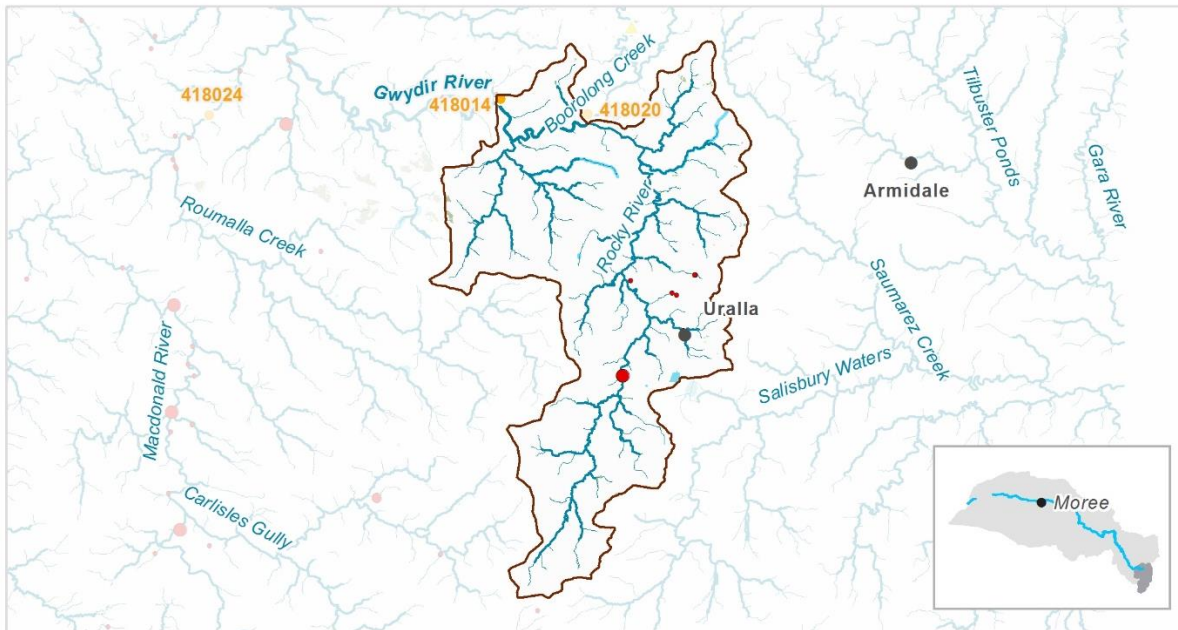 418024
Gwydir River
418014
Boorolong Creek
418020
Tilbuster Ponds
Gara River
Armidale
Roumalla Creek
Rocky River
Uralla
Saumarez Creek
Macdonald River
Salisbury Waters
Carlisles Gully
Moree